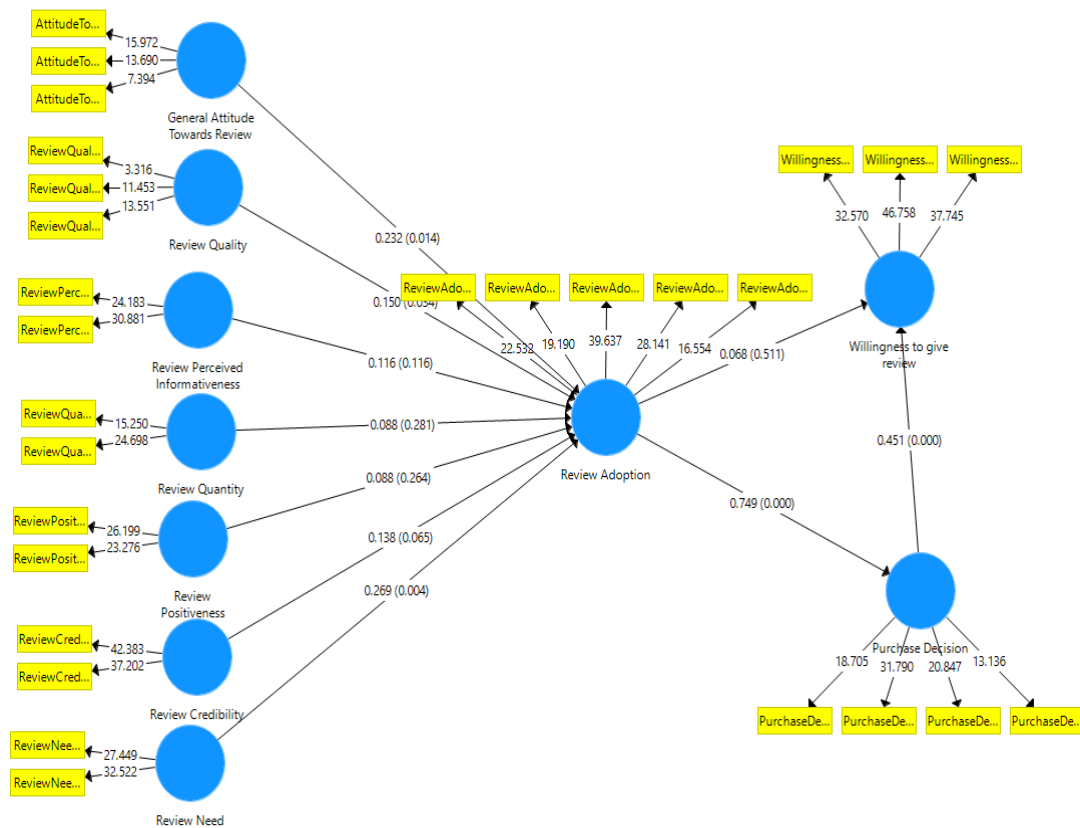 AttitudeTo...
AttitudeTo...
AttitudeTo...
15.972
13.690
7.394
General Attitude
Towards Review
ReviewQual...
ReviewQual...
ReviewQual...
3.316
11.453
13.551
Review Quality
ReviewPerc...
ReviewPerc...
24.183
30.881
Review Perceived
Informativeness
ReviewQua...
ReviewQua...
15.250
24.698
Review Quantity
ReviewPosit...
ReviewPosit...
26.199
23.276
Review
Positiveness
ReviewCred...
ReviewCred...
42.383
37.202
Review Credibility
ReviewNee...
ReviewNee...
27.449
32.522
Review Need
0.232 (0.014)
0.150
0.116 (0.116)
0.088 (0.281)
0.088 (0.264)
0.138 (0.065)
0.269 (0.004)
ReviewAdo...
ReviewAdo...
ReviewAdo...
ReviewAdo...
ReviewAdo...
22.532
19.190
39.637
28.141
16.554
Review Adoption
0.068 (0.511)
0.749 (0.000)
Willingness...
Willingness...
Willingness...
32.570
46.758
37.745
Willingness to give
review
0.451 (0.000)
Purchase Decision
18.705
31.790
20.847
13.136
PurchaseDe...
PurchaseDe...
PurchaseDe...
PurchaseDe...